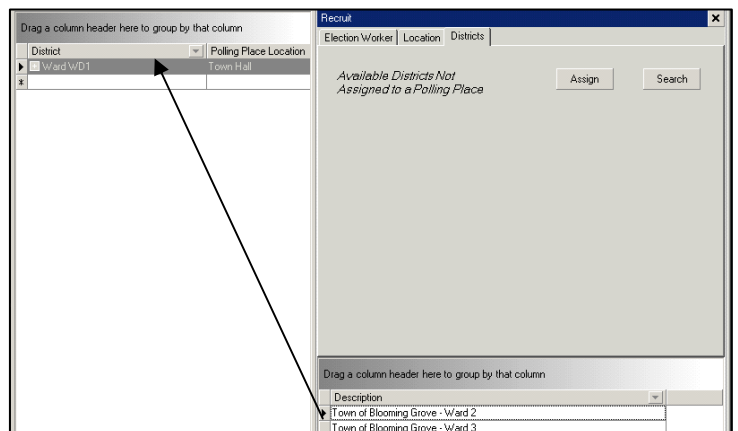 Drag a column header here to group by that column
District
Polling Place Location
Ward WD1
Town Hall
Recruit
Election Worker
Location
Districts
Available Districts Not
Assigned to a Polling Place
Assign
Search
Drag a column header here to group by that column
Description
Town of Blooming Grove - Ward 2
Town of Blooming Grove - Ward 3